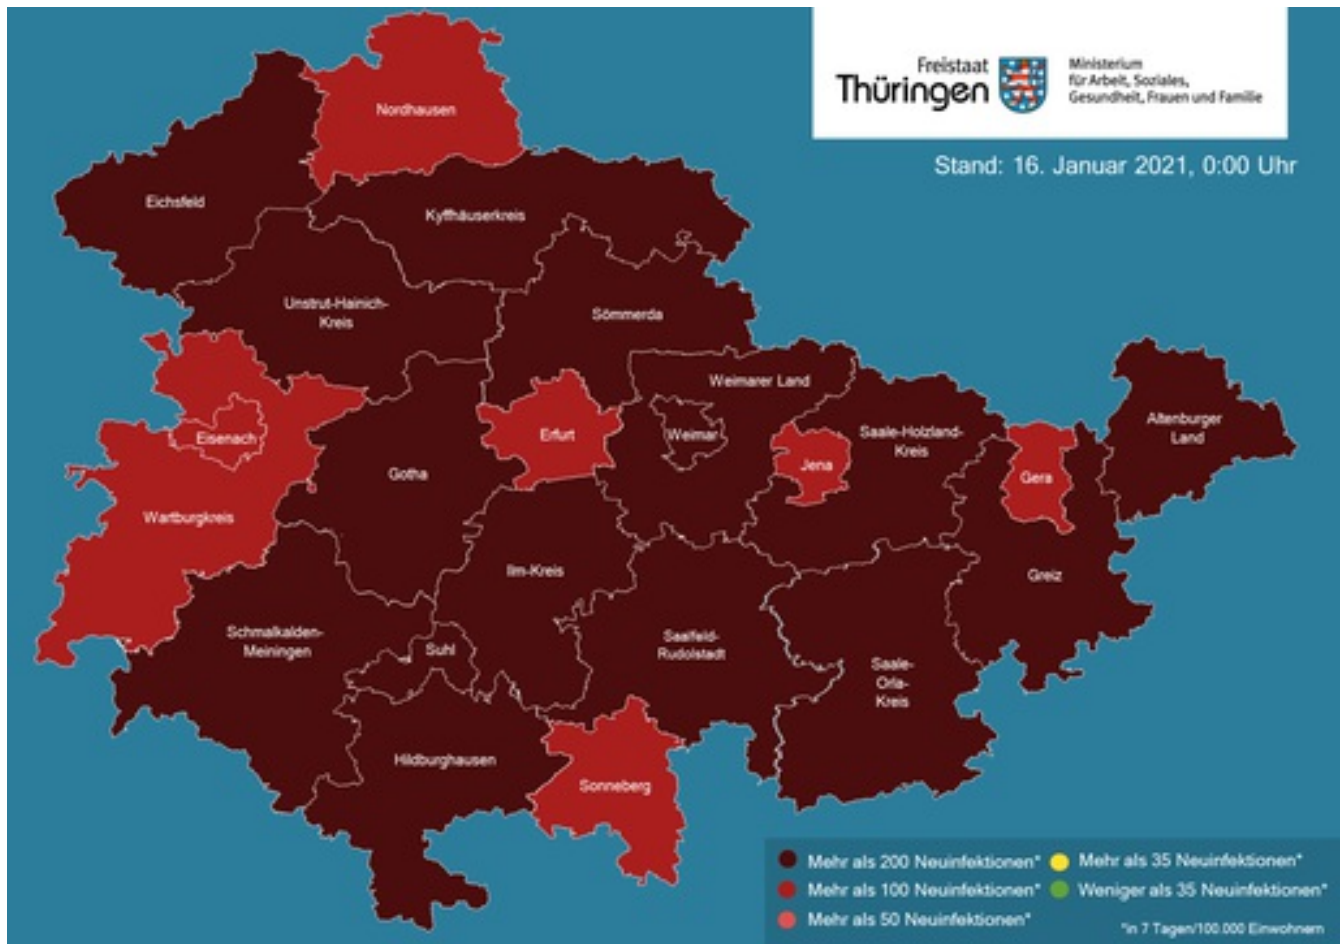 Freistaat
Thüringen
Ministerium
für Arbeit, Soziales,
Gesundheit, Frauen und Familie
Stand: 16. Januar 2021, 0:00 Uhr
Nordhausen
Eichsfeld
Kyffhäuserkreis
Unstrut-Hainich-
Kreis
Sömmerda
Weimarer Land
Eisenach
Erfurt
Weimar
Saale-Holzland-
Kreis
Altenburger
Land
Jena
Gotha
Gera
Wartburgkreis
Ilm-Kreis
Greiz
Schmalkalden-
Meiningen
Suhl
Saalfeld-
Rudolstadt
Saale-
Orla-
Kreis
Hildburghausen
Sonneberg
Mehr als 200 Neuinfektionen*
Mehr als 100 Neuinfektionen*
Mehr als 50 Neuinfektionen*
Mehr als 35 Neuinfektionen*
Weniger als 35 Neuinfektionen*
*in 7 Tagen/100.000 Einwohnern